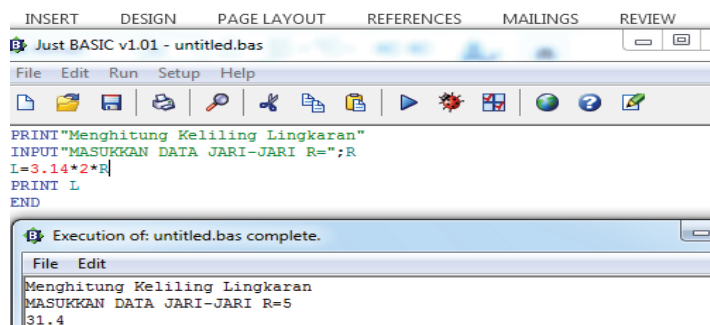 INSERT DESIGN PAGE LAYOUT REFERENCES MAILINGS REVIEW
Just BASIC v1.01 - untitled.bas
File Edit Run Setup Help
PRINT"Menghitung Keliling Lingkaran"
INPUT"MASUKKAN DATA JARI-JARI R=";R
L=3.14*2*R
PRINT L
END
Execution of: untitled.bas complete.
File Edit
Menghitung Keliling Lingkaran
MASUKKAN DATA JARI-JARI R=5
31.4